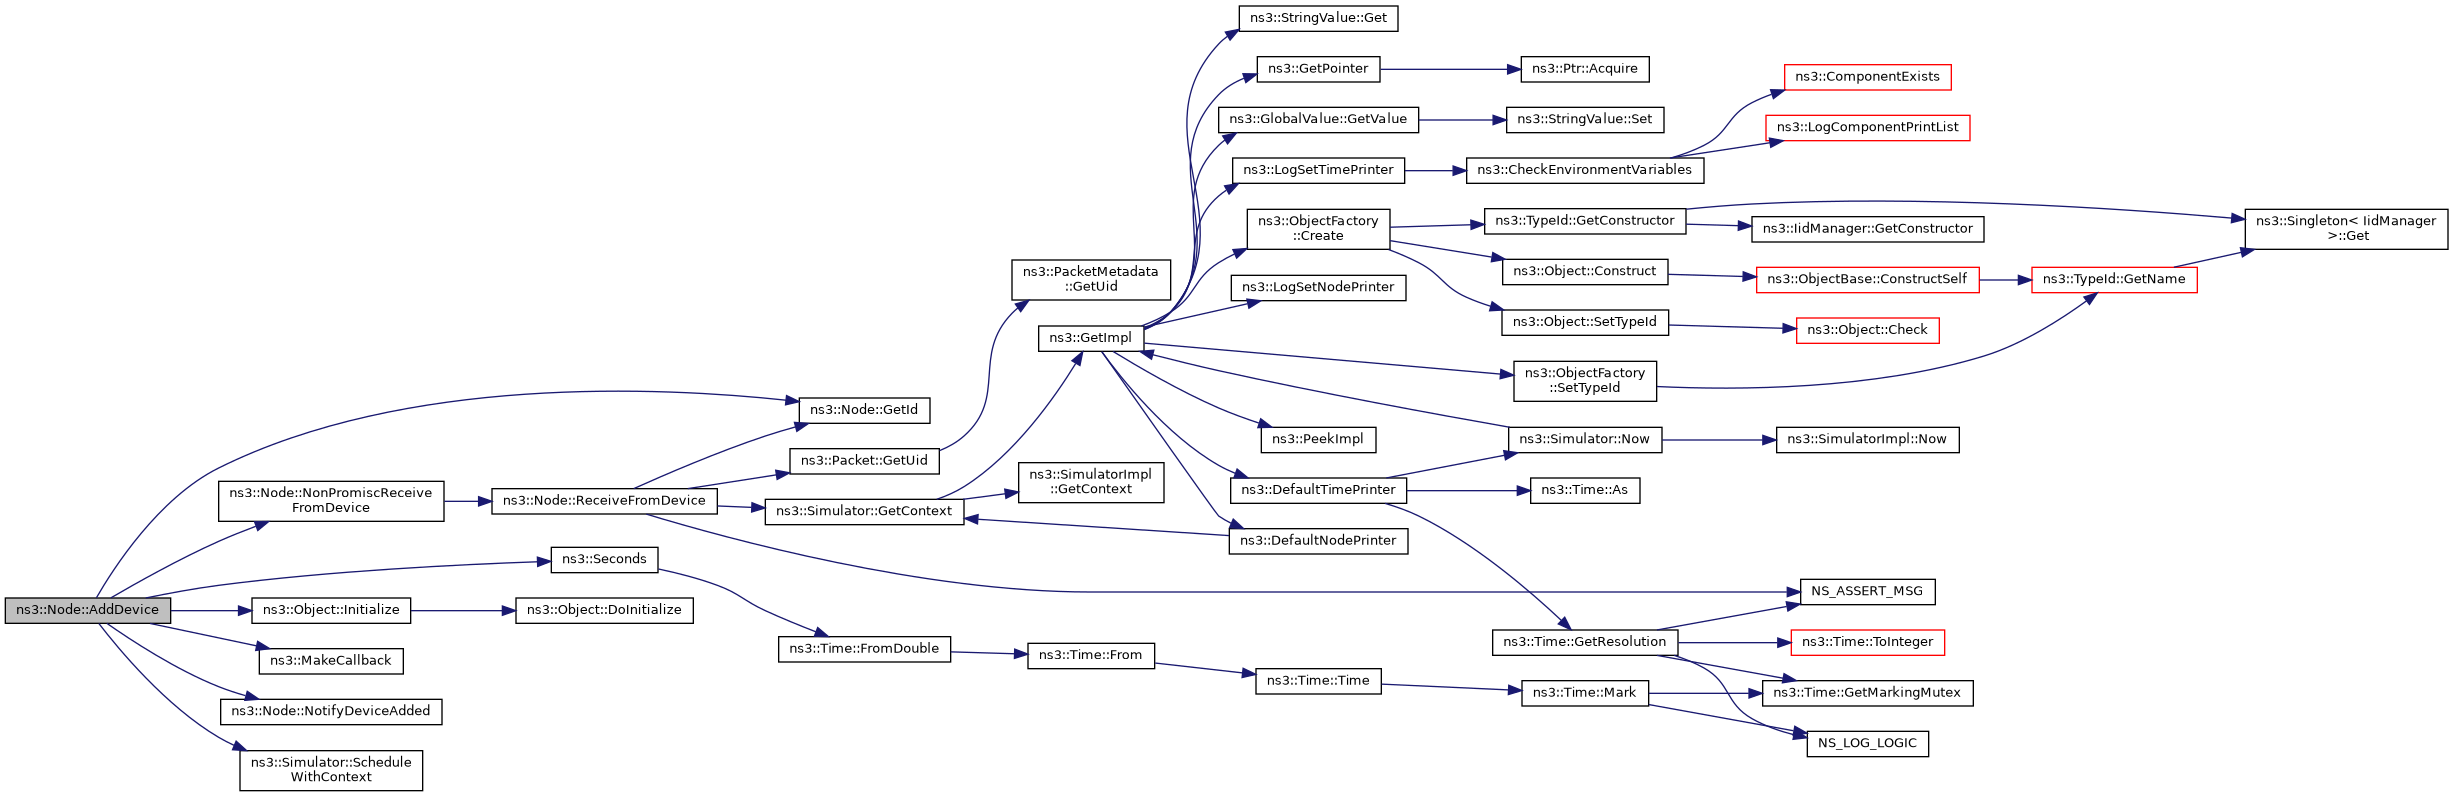 ns3::StringValue::Get
ns3::GetPointer
ns3::Ptr::Acquire
ns3::ComponentExists
ns3::GlobalValue::GetValue
ns3::StringValue::Set
ns3::LogComponentPrintList
ns3::LogSetTimePrinter
ns3::CheckEnvironmentVariables
ns3::ObjectFactory
::Create
ns3::TypeId::GetConstructor
ns3::IidManager::GetConstructor
ns3::Singleton< IidManager
>::Get
ns3::PacketMetadata
::GetUid
ns3::LogSetNodePrinter
ns3::Object::Construct
ns3::ObjectBase::ConstructSelf
ns3::TypeId::GetName
ns3::GetImpl
ns3::Object::SetTypeId
ns3::Object::Check
ns3::ObjectFactory
::SetTypeId
ns3::Node::GetId
ns3::PeekImpl
ns3::Simulator::Now
ns3::SimulatorImpl::Now
ns3::Packet::GetUid
ns3::SimulatorImpl
::GetContext
ns3::Node::NonPromiscReceive
FromDevice
ns3::Node::ReceiveFromDevice
ns3::Simulator::GetContext
ns3::DefaultTimePrinter
ns3::Time::As
ns3::DefaultNodePrinter
ns3::Seconds
NS_ASSERT_MSG
ns3::Node::AddDevice
ns3::Object::Initialize
ns3::Object::DoInitialize
ns3::Time::FromDouble
ns3::Time::From
ns3::Time::GetResolution
ns3::Time::ToInteger
ns3::MakeCallback
ns3::Time::Time
ns3::Time::Mark
ns3::Time::GetMarkingMutex
ns3::Node::NotifyDeviceAdded
NS_LOG_LOGIC
ns3::Simulator::Schedule
WithContext